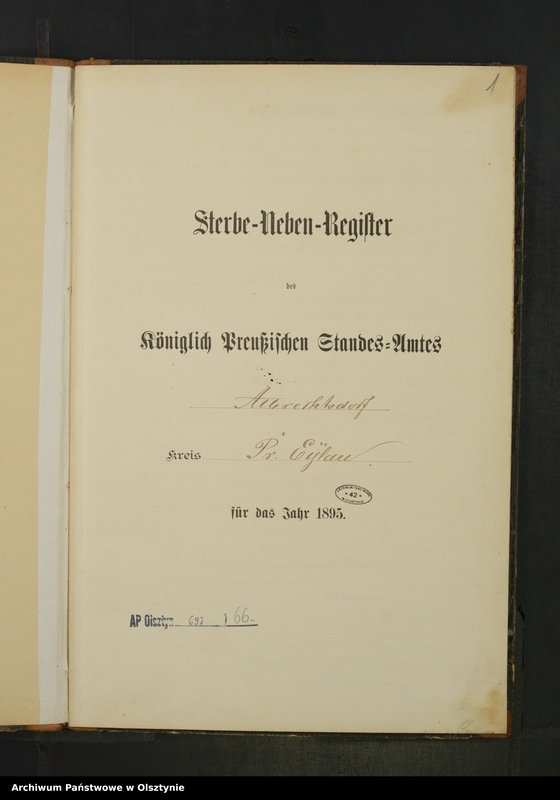 1
Sterbe-Neben-Register
des
Königlich Preußischen Standes-Amtes
Albrechtsdorf
Kreis Pr. Eylau.
42
für das Jahr 1895.
AP Olsztyn 697 / 66
Archiwum Państwowe w Olsztynie